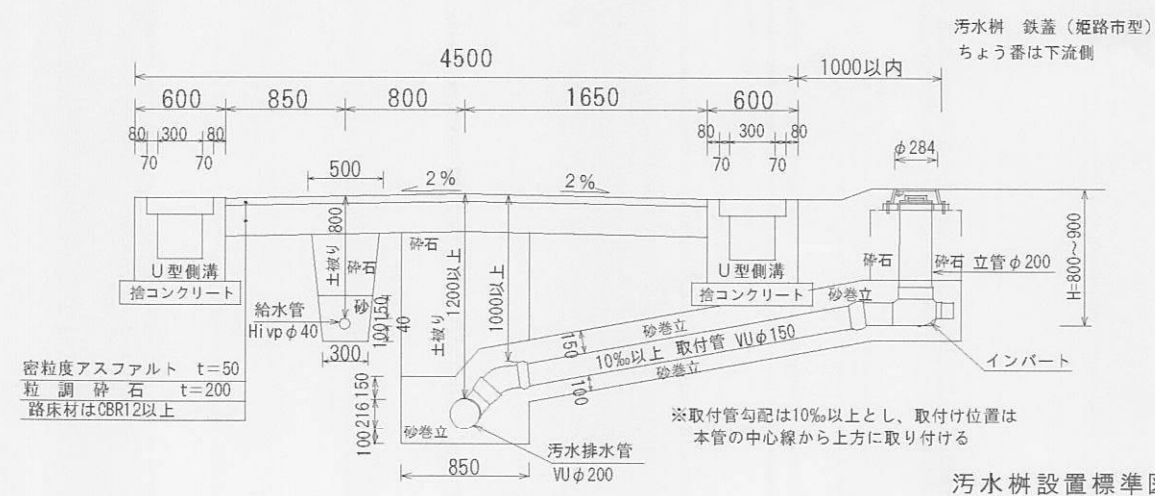 汚水桝 鉄蓋（姫路市型）
ちょう番は下流側
4500
1000以内
600
850
800
1650
600
80
300
80
70
70
80
300
80
70
70
φ284
500
2％
2％
800
土被り
砕石
砂
150
100
40
300
U型側溝
捨コンクリート
給水管
Hivpφ40
砕石
土被り
1200以上
1000以上
U型側溝
捨コンクリート
砕石
砕石
立管φ200
H=800～900
砂巻立
砂巻立
150
10‰以上 取付管 VUφ150
砂巻立
100
インバート
密粒度アスファルト t=50
粒調砕石 t=200
路床材はCBR12以上
150
216
100
砂巻立
850
汚水排水管
VUφ200
※取付管勾配は10‰以上とし、取付け位置は
本管の中心線から上方に取り付ける
汚水桝設置標準図